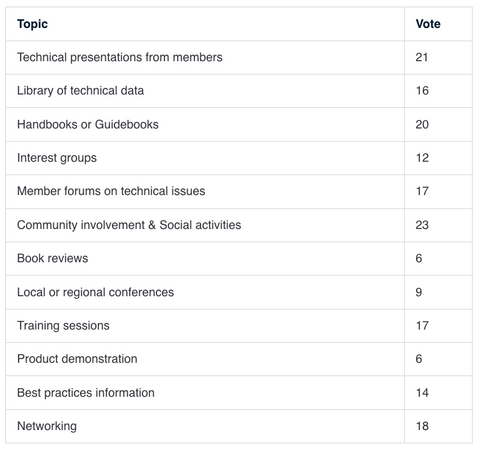 Topic Vote
Technical presentations from members 21
Library of technical data 16
Handbooks or Guidebooks 20
Interest groups 12
Member forums on technical issues 17
Community involvement & Social activities 23
Book reviews 6
Local or regional conferences 9
Training sessions 17
Product demonstration 6
Best practices information 14
Networking 18